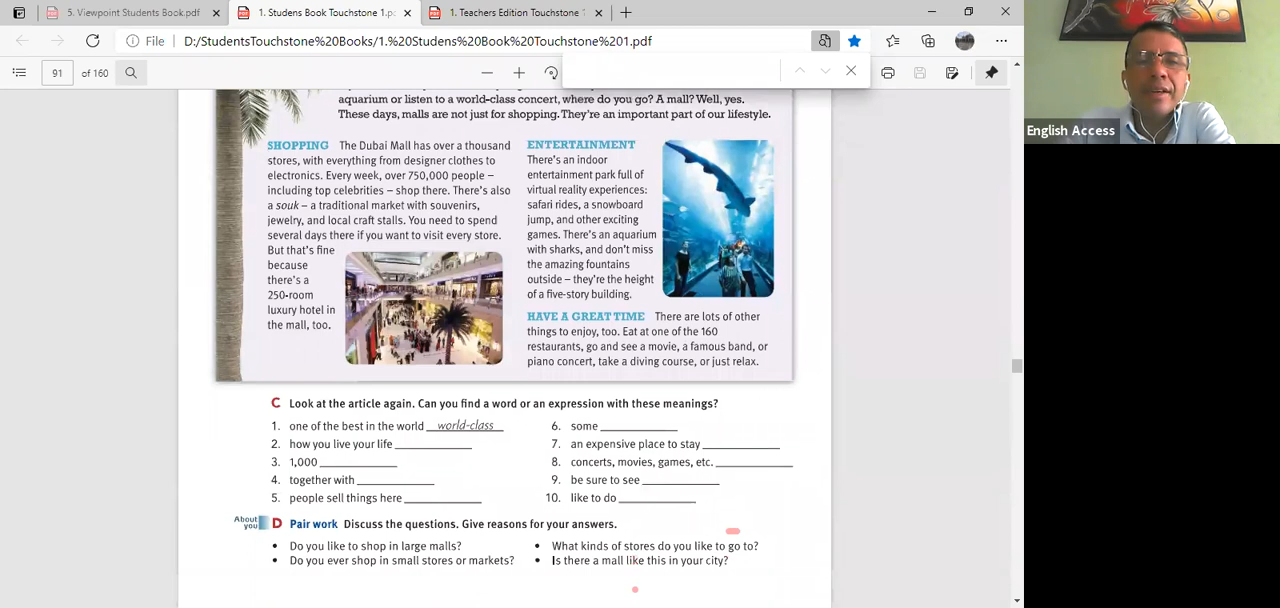 5. Viewpoint Students Book.pdf
1. Studens Book Touchstone 1.p
1. Teachers Edition Touchstone
File D:/StudentsTouchstone%20Books/1.%20Studens%20Book%20Touchstone%201.pdf
91 of 160
aquarium or listen to a world-class concert, where do you go? A mall? Well, yes.
These days, malls are not just for shopping. They're an important part of our lifestyle.
SHOPPING The Dubai Mall has over a thousand
stores, with everything from designer clothes to
electronics. Every week, over 750,000 people –
including top celebrities – shop there. There's also
a souk – a traditional market with souvenirs,
jewelry, and local craft stalls. You need to spend
several days there if you want to visit every store.
But that's fine
because
there's a
250-room
luxury hotel in
the mall, too.
ENTERTAINMENT
There's an indoor
entertainment park full of
virtual reality experiences:
safari rides, a snowboard
jump, and other exciting
games. There's an aquarium
with sharks, and don't miss
the amazing fountains
outside – they're the height
of a five-story building.
HAVE A GREAT TIME There are lots of other
things to enjoy, too. Eat at one of the 160
restaurants, go and see a movie, a famous band, or
piano concert, take a diving course, or just relax.
C Look at the article again. Can you find a word or an expression with these meanings?
1. one of the best in the world world-class
2. how you live your life
3. 1,000
4. together with
5. people sell things here
6. some
7. an expensive place to stay
8. concerts, movies, games, etc.
9. be sure to see
10. like to do
About you D Pair work Discuss the questions. Give reasons for your answers.
• Do you like to shop in large malls?
• Do you ever shop in small stores or markets?
• What kinds of stores do you like to go to?
• Is there a mall like this in your city?
English Access